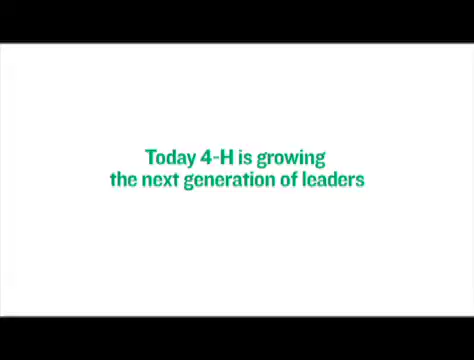 Today 4-H is growing
the next generation of leaders